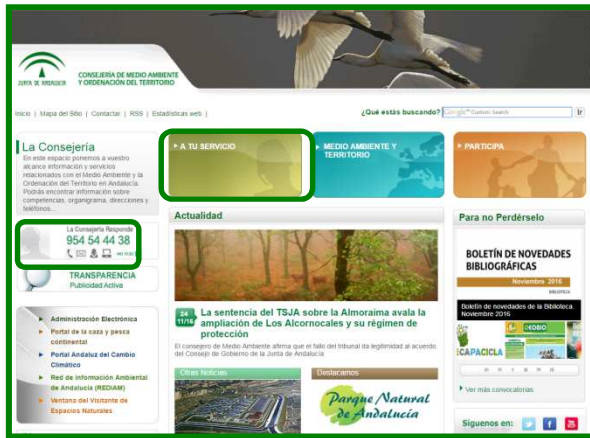 JUNTA DE ANDALUCIA
CONSEJERÍA DE MEDIO AMBIENTE
Y ORDENACIÓN DEL TERRITORIO
Inicio | Mapa del Sitio | Contactar | RSS | Estadísticas web |
¿Qué estás buscando?
Google™ Custom Search
Ir
La Consejería
En este espacio ponemos a vuestro
alcance información y servicios
relacionados con el Medio Ambiente y la
Ordenación del Territorio en Andalucía.
Podrás encontrar información sobre
competencias, organigrama, direcciones y
teléfonos...
A TU SERVICIO
MEDIO AMBIENTE Y
TERRITORIO
PARTICIPA
La Consejería Responde
954 54 44 38
TRANSPARENCIA
Publicidad Activa
Administración Electrónica
Portal de la caza y pesca
continental
Portal Andaluz del Cambio
Climático
Red de Información Ambiental
de Andalucía (REDIAM)
Ventana del Visitante de
Espacios Naturales
Actualidad
24
11/16
La sentencia del TSJA sobre la Almoraima avala la
ampliación de Los Alcornocales y su régimen de
protección
El consejero de Medio Ambiente afirma que el fallo del tribunal da legitimidad al acuerdo
del Consejo de Gobierno de la Junta de Andalucía
Otras Noticias
Destacamos
Parque Natural
de Andalucía
Para no Perdérselo
BOLETÍN DE NOVEDADES
BIBLIOGRÁFICAS
Noviembre 2016
BIBLIOTECA
Boletín de novedades de la Biblioteca.
Noviembre 2016
ECAPACICLA
Ver más convocatorias
Síguenos en: